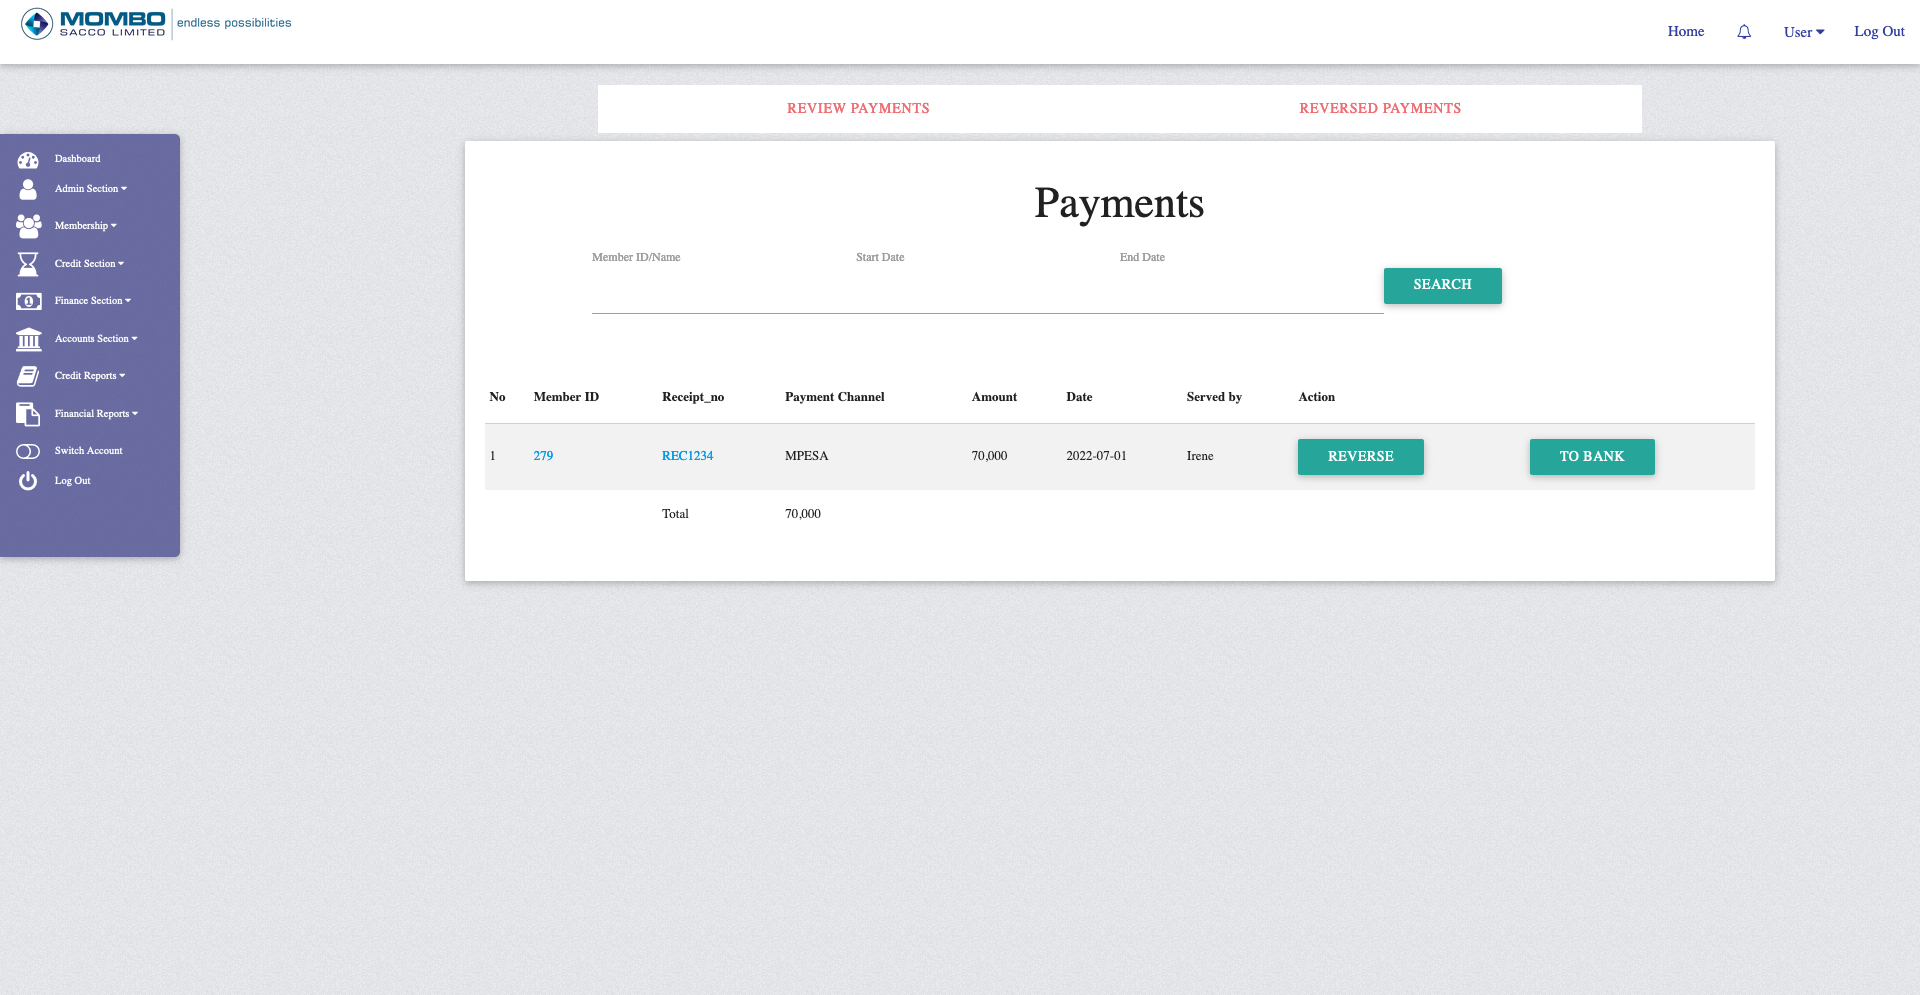 MOMBO
SACCO LIMITED
endless possibilities
Home
User
Log Out
REVIEW PAYMENTS
REVERSED PAYMENTS
Dashboard
Admin Section
Membership
Credit Section
Finance Section
Accounts Section
Credit Reports
Financial Reports
Switch Account
Log Out
Payments
Member ID/Name Start Date End Date
SEARCH
No Member ID Receipt_no Payment Channel Amount Date Served by Action
1 279 REC1234 MPESA 70,000 2022-07-01 Irene REVERSE TO BANK
Total 70,000